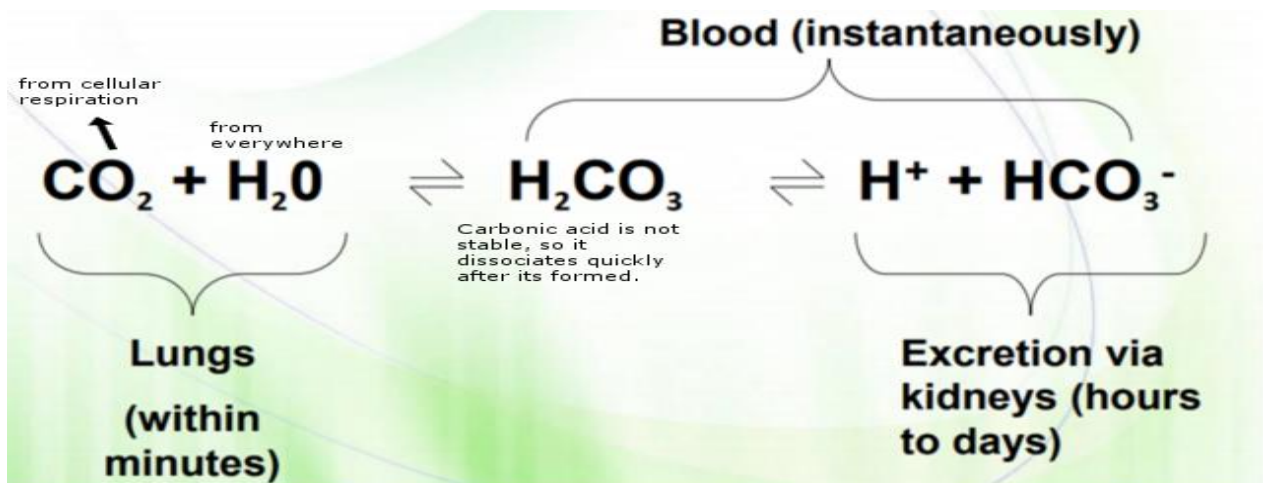 Blood (instantaneously)
from cellular
respiration
from
everywhere
CO₂ + H₂0 ⇌ H₂CO₃ ⇌ H⁺ + HCO₃⁻
Carbonic acid is not
stable, so it
dissociates quickly
after its formed.
Lungs
(within
minutes)
Excretion via
kidneys (hours
to days)